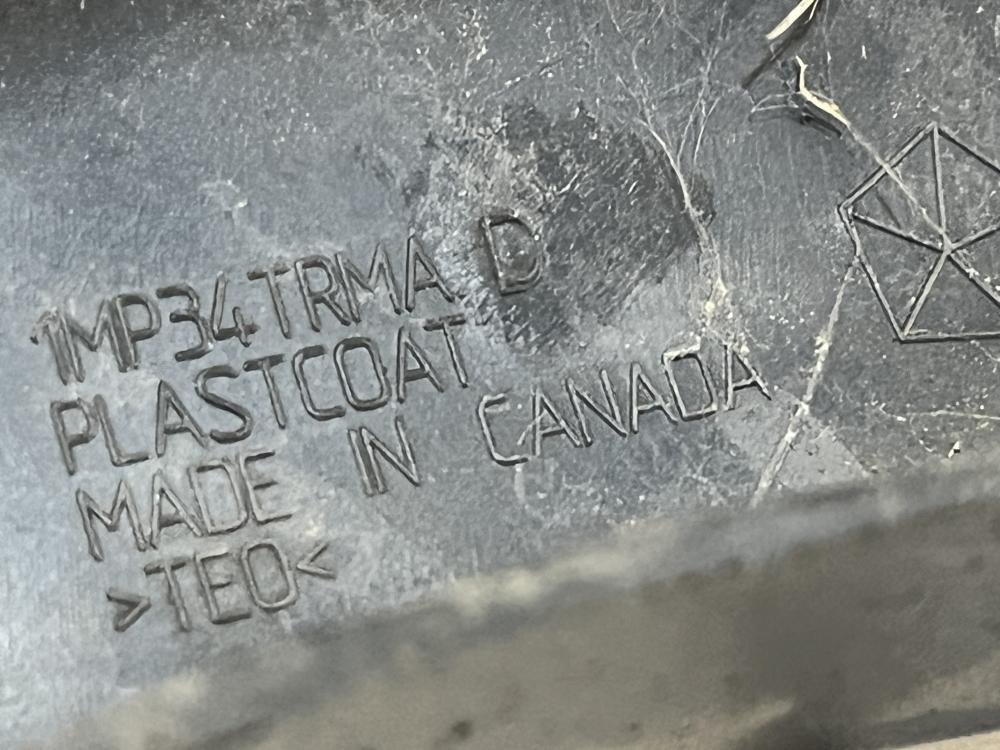 1MP34TRMA D
PLASTCOAT
MADE IN CANADA
>TEO<